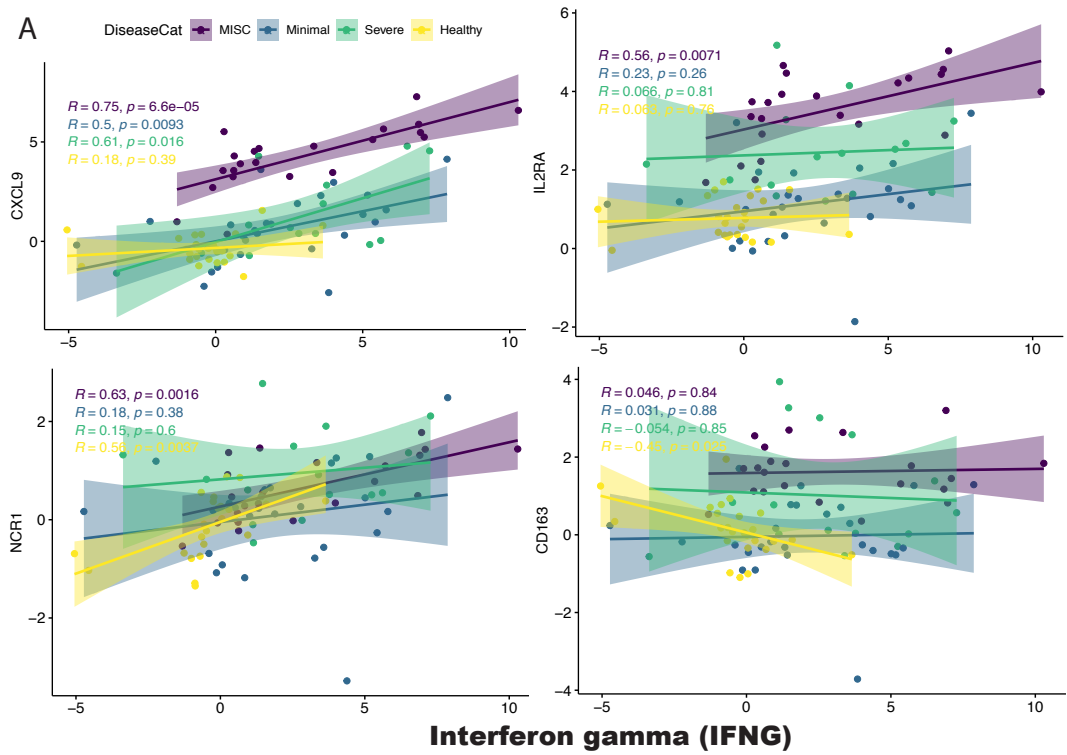 A
DiseaseCat MISC Minimal Severe Healthy
CXCL9
5
0
R = 0.75, p = 6.6e−05
R = 0.5, p = 0.0093
R = 0.61, p = 0.016
R = 0.18, p = 0.39
−5 0 5 10
IL2RA
6
4
2
0
−2
R = 0.56, p = 0.0071
R = 0.23, p = 0.26
R = 0.066, p = 0.81
−5 0 5 10
NCR1
2
0
−2
R = 0.63, p = 0.0016
R = 0.18, p = 0.38
R = 0.15, p = 0.6
−5 0 5 10
CD163
4
2
0
−2
−4
R = 0.046, p = 0.84
R = 0.031, p = 0.88
R = −0.054, p = 0.85
−5 0 5 10
Interferon gamma (IFNG)